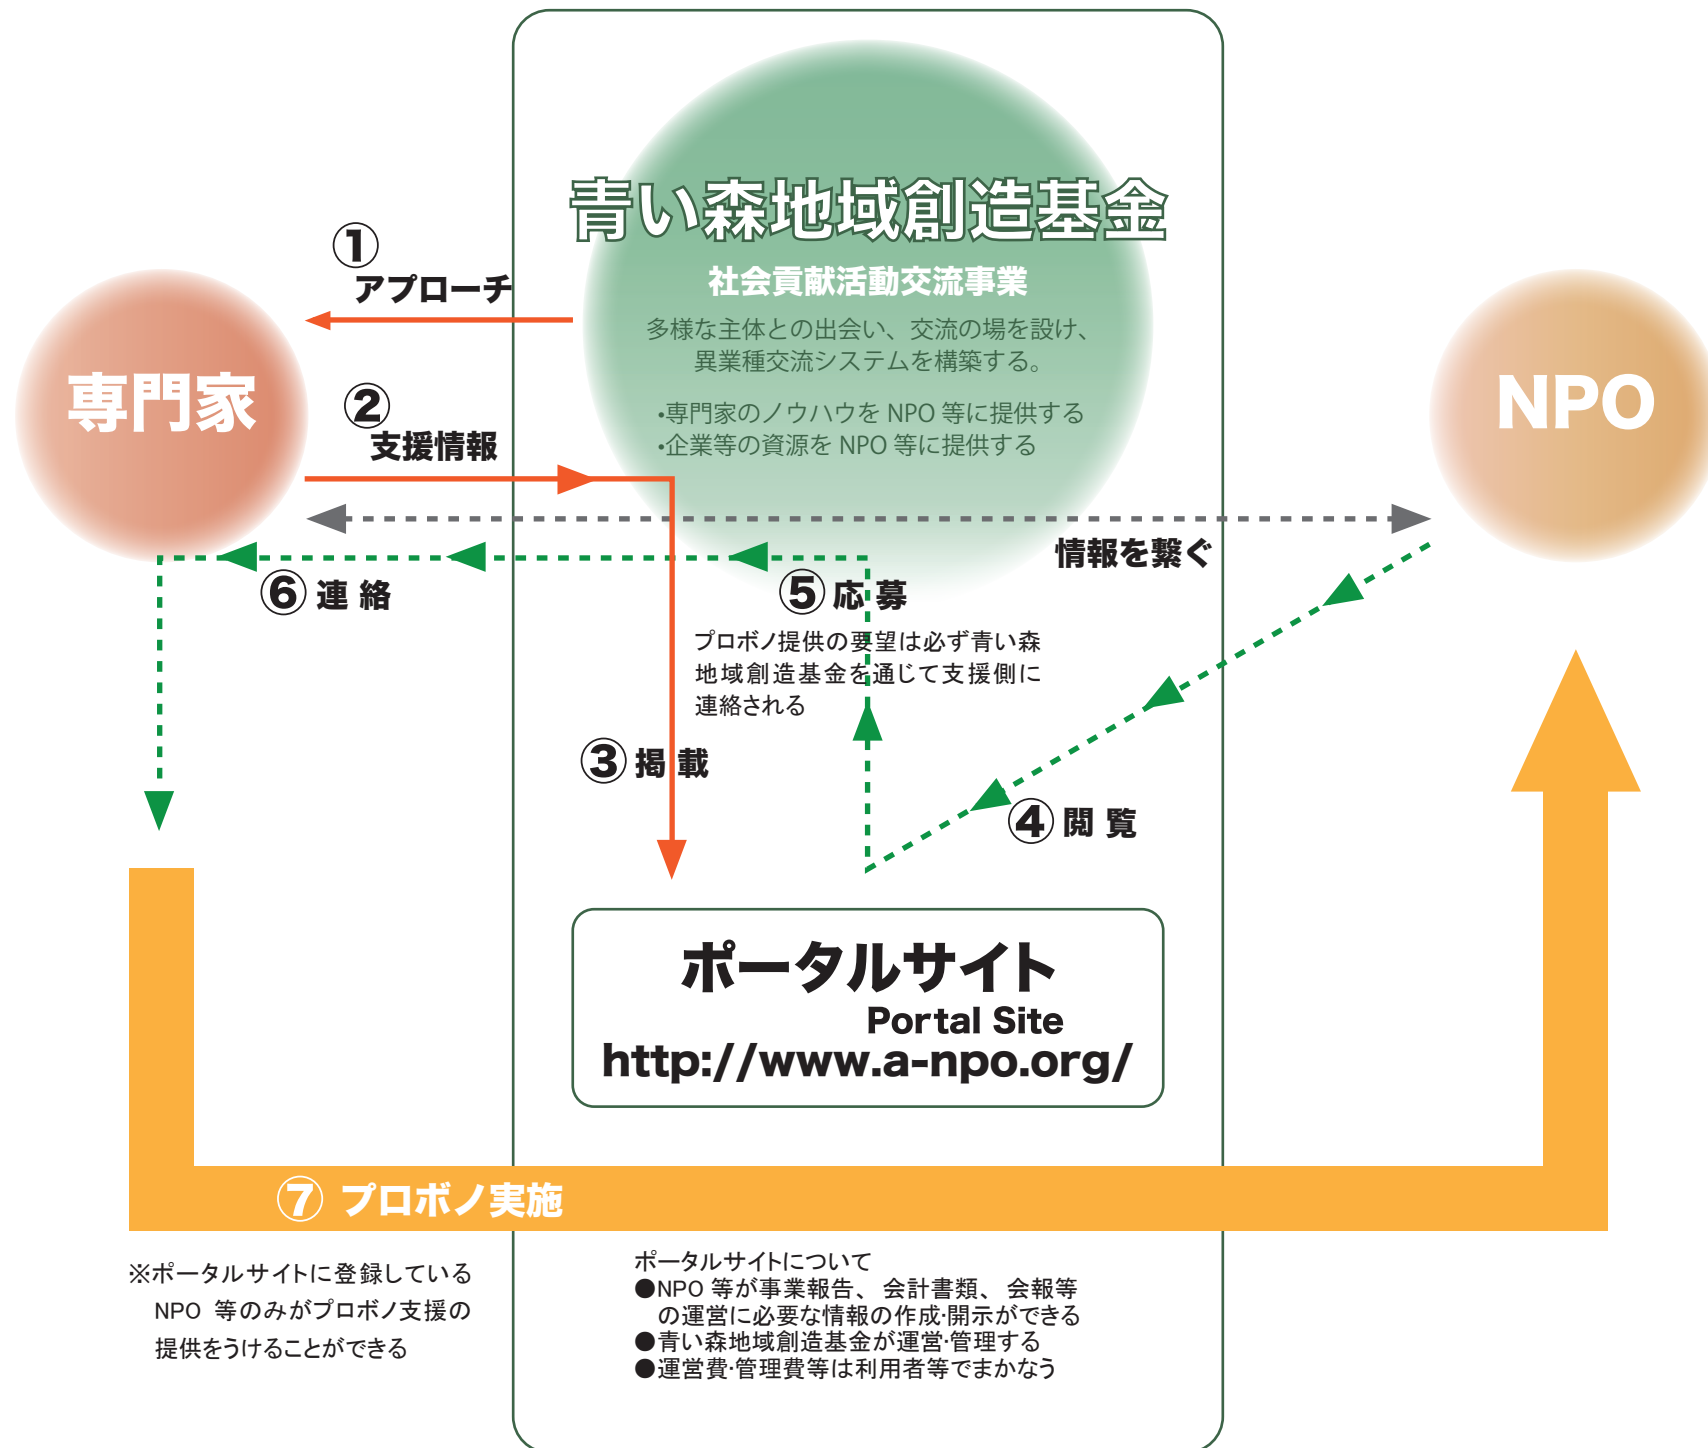 青い森地域創造基金
社会貢献活動交流事業
多様な主体との出会い、交流の場を設け、
異業種交流システムを構築する。
•専門家のノウハウを NPO 等に提供する
•企業等の資源を NPO 等に提供する
①
アプローチ
専門家
②
支援情報
NPO
情報を繋ぐ
⑥ 連 絡
⑤ 応 募
プロボノ提供の要望は必ず青い森
地域創造基金を通じて支援側に
連絡される
③ 掲 載
④ 閲 覧
ポータルサイト
Portal Site
http://www.a-npo.org/
⑦ プロボノ実施
※ポータルサイトに登録している
NPO 等のみがプロボノ支援の
提供をうけることができる
ポータルサイトについて
●NPO 等が事業報告、会計書類、会報等
の運営に必要な情報の作成・開示ができる
●青い森地域創造基金が運営・管理する
●運営費・管理費等は利用者等でまかなう